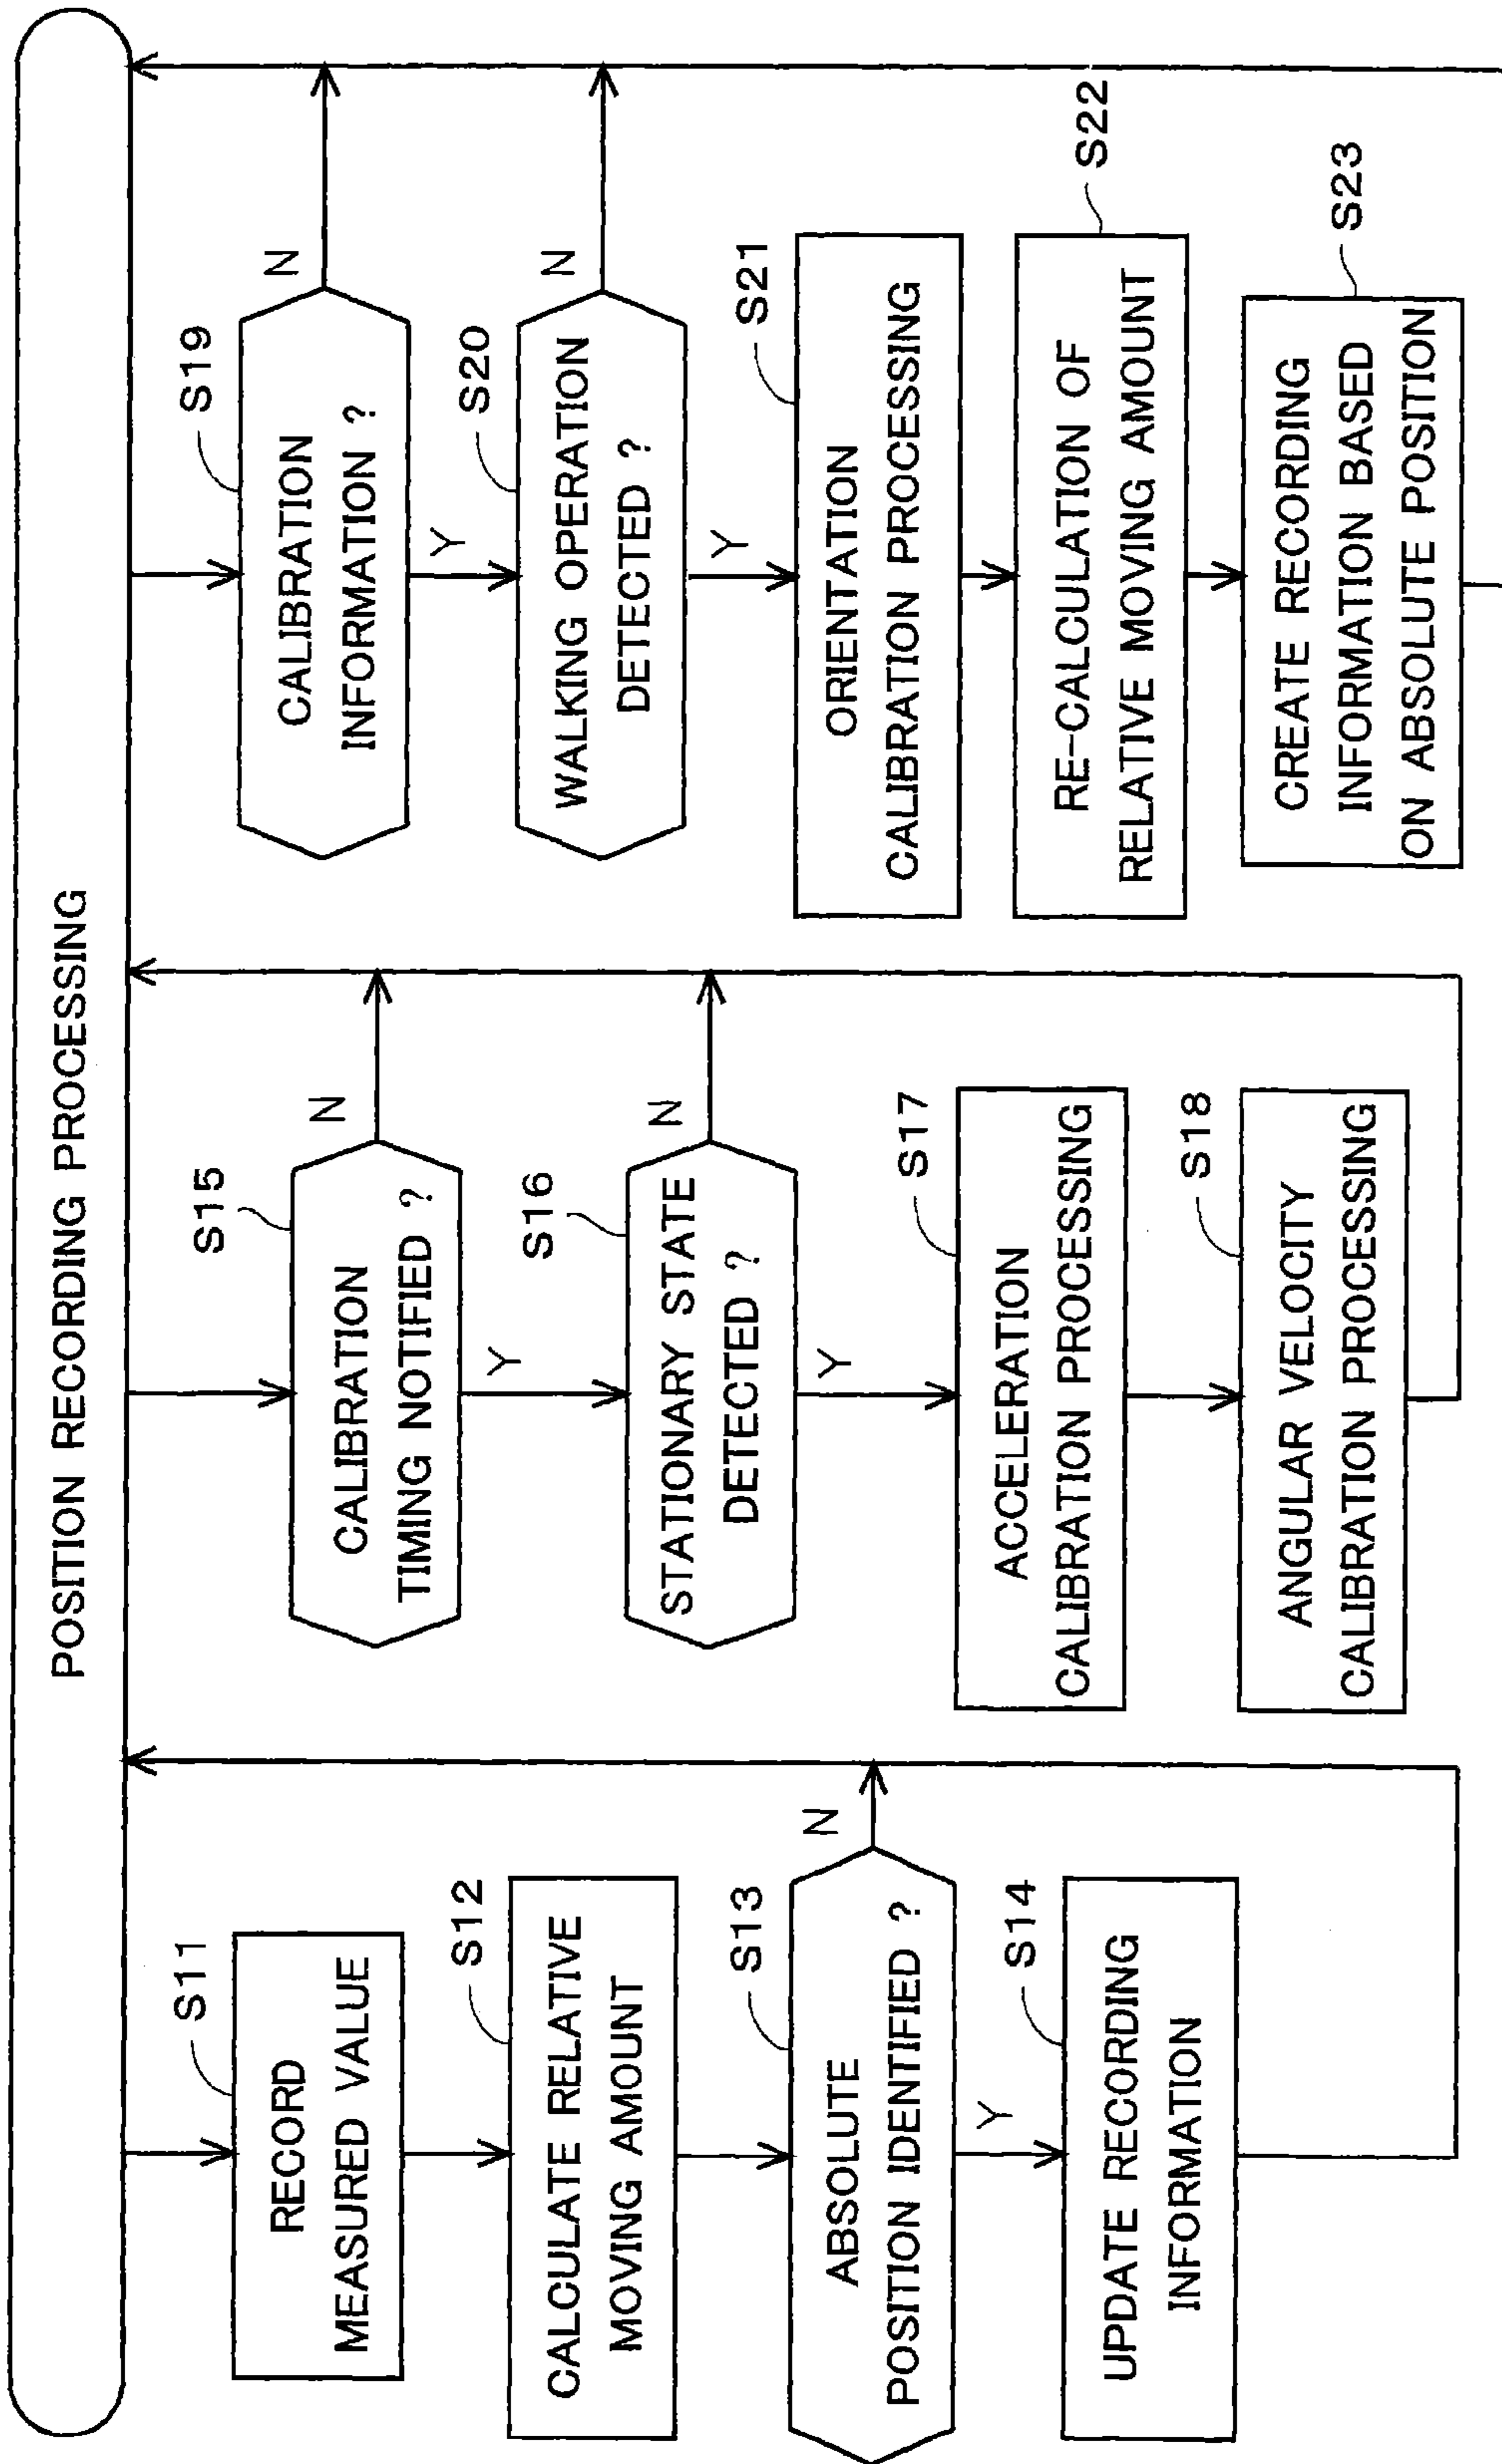 POSITION RECORDING PROCESSING
S11
RECORD
MEASURED VALUE
S12
CALCULATE RELATIVE
MOVING AMOUNT
S13
ABSOLUTE
POSITION IDENTIFIED ?
N
Y
S14
UPDATE RECORDING
INFORMATION
S15
CALIBRATION
TIMING NOTIFIED ?
N
Y
S16
STATIONARY STATE
DETECTED ?
N
Y
S17
ACCELERATION
CALIBRATION PROCESSING
S18
ANGULAR VELOCITY
CALIBRATION PROCESSING
S19
CALIBRATION
INFORMATION ?
N
Y
S20
WALKING OPERATION
DETECTED ?
N
Y
S21
ORIENTATION
CALIBRATION PROCESSING
S22
RE-CALCULATION OF
RELATIVE MOVING AMOUNT
S23
CREATE RECORDING
INFORMATION BASED
ON ABSOLUTE POSITION